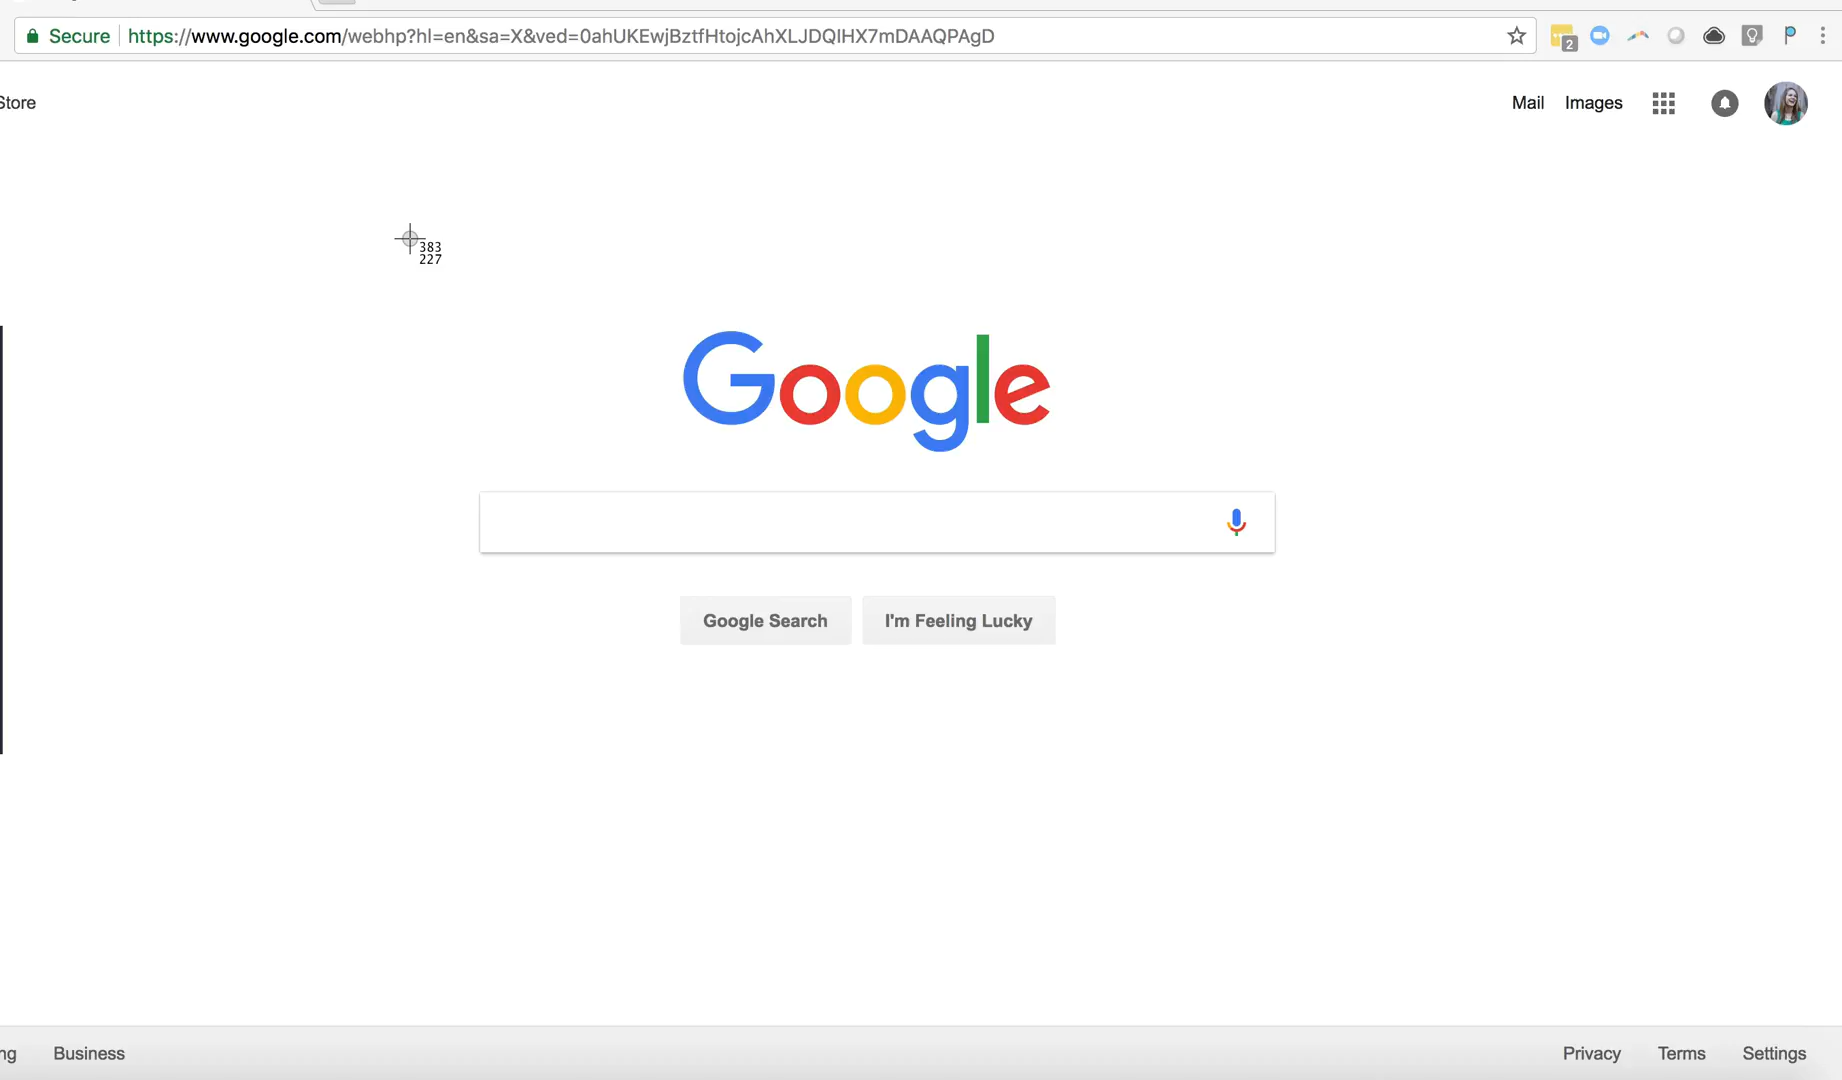 Secure https://www.google.com/webhp?hl=en&sa=X&ved=0ahUKEwjBztfHtojcAhXLJDQIHX7mDAAQPAgD
2
Store Mail Images
383
227
Google
Google Search I'm Feeling Lucky
ng Business Privacy Terms Settings